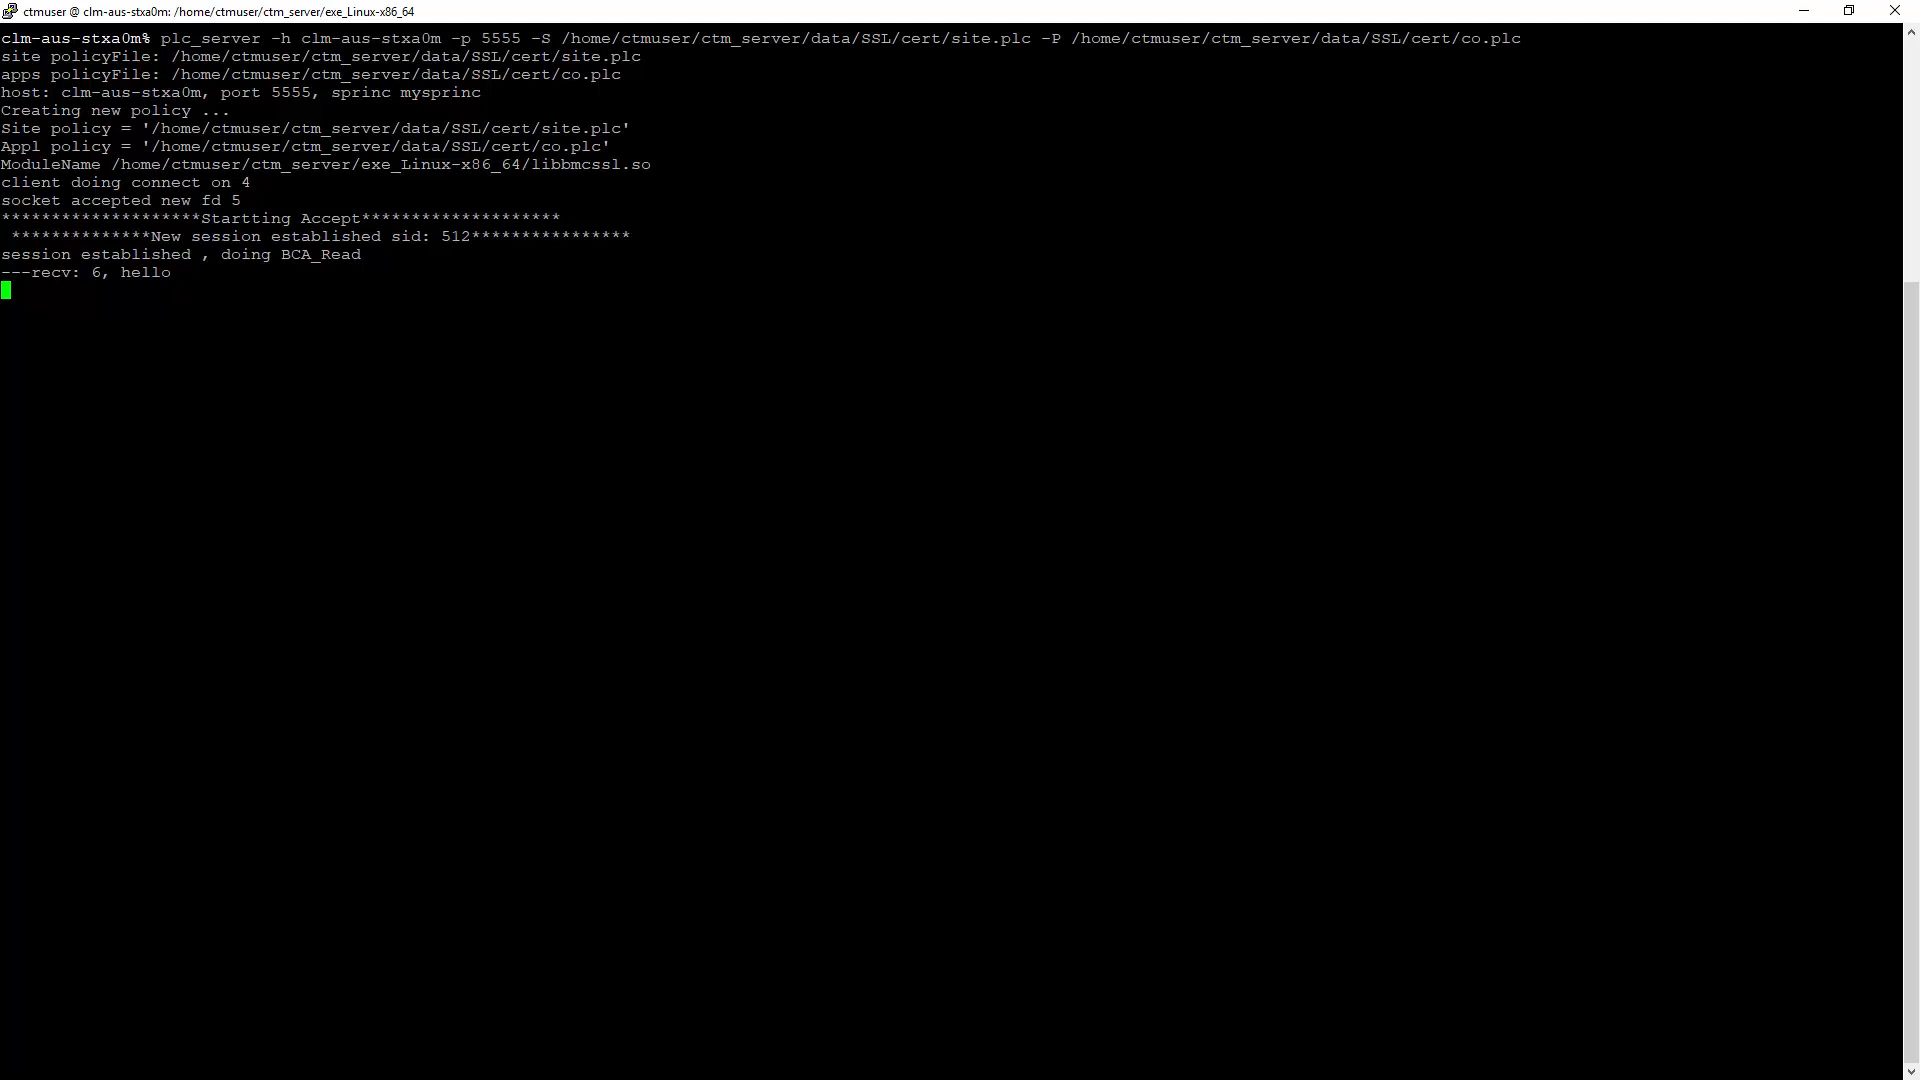 ctmuser @ clm-aus-stxa0m: /home/ctmuser/ctm_server/exe_Linux-x86_64
clm-aus-stxa0m% plc_server -h clm-aus-stxa0m -p 5555 -S /home/ctmuser/ctm_server/data/SSL/cert/site.plc -P /home/ctmuser/ctm_server/data/SSL/cert/co.plc
site policyFile: /home/ctmuser/ctm_server/data/SSL/cert/site.plc
apps policyFile: /home/ctmuser/ctm_server/data/SSL/cert/co.plc
host: clm-aus-stxa0m, port 5555, sprinc mysprinc
Creating new policy ...
Site policy = '/home/ctmuser/ctm_server/data/SSL/cert/site.plc'
Appl policy = '/home/ctmuser/ctm_server/data/SSL/cert/co.plc'
ModuleName /home/ctmuser/ctm_server/exe_Linux-x86_64/libbmcssl.so
client doing connect on 4
socket accepted new fd 5
********************Startting Accept********************
**************New session established sid: 512****************
session established , doing BCA_Read
---recv: 6, hello